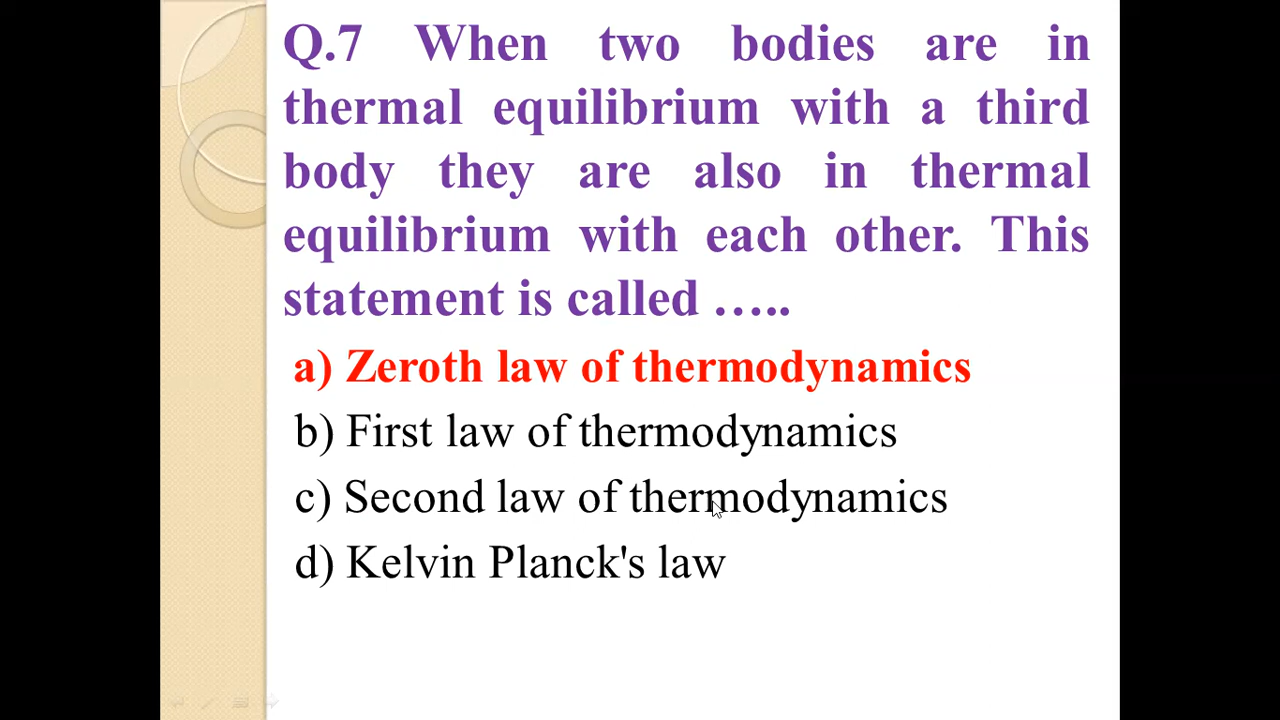 Q.7 When two bodies are in
thermal equilibrium with a third
body they are also in thermal
equilibrium with each other. This
statement is called …..
a) Zeroth law of thermodynamics
b) First law of thermodynamics
c) Second law of thermodynamics
d) Kelvin Planck's law